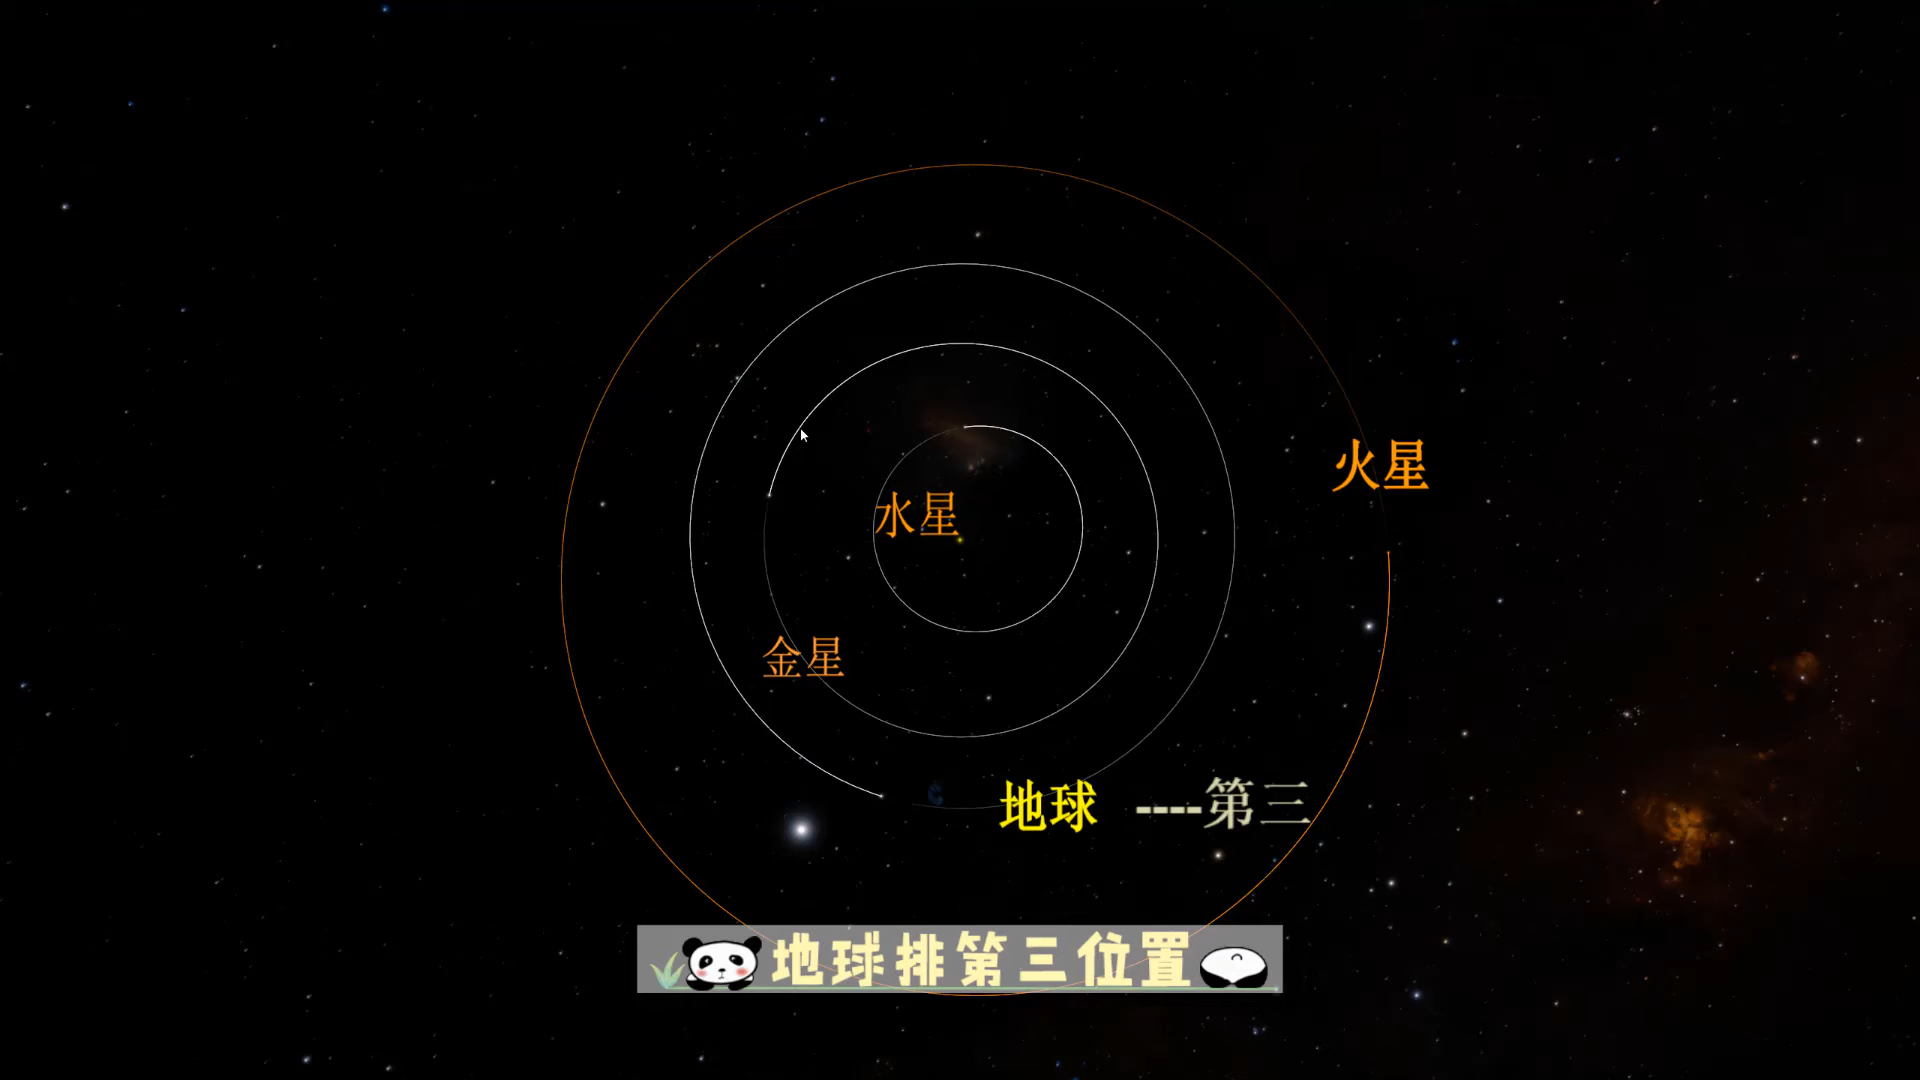 火星
水星
金星
地球 ----第三
地球排第三位置